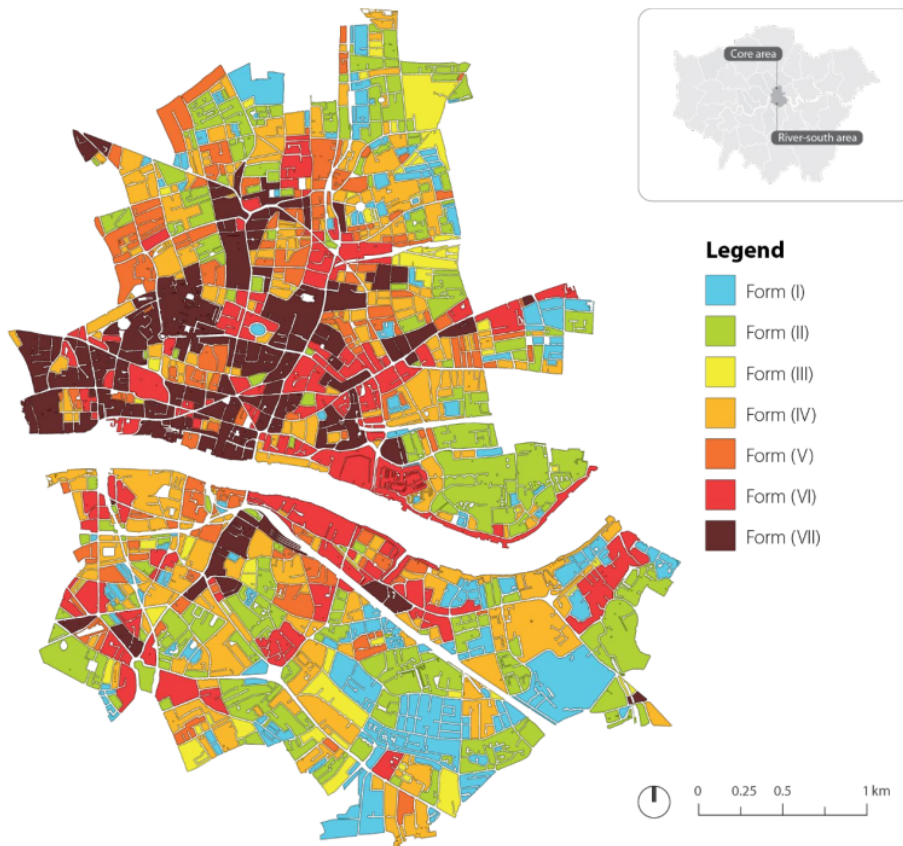 Core area
River-south area
Legend
Form (I)
Form (II)
Form (III)
Form (IV)
Form (V)
Form (VI)
Form (VII)
0 0.25 0.5 1 km